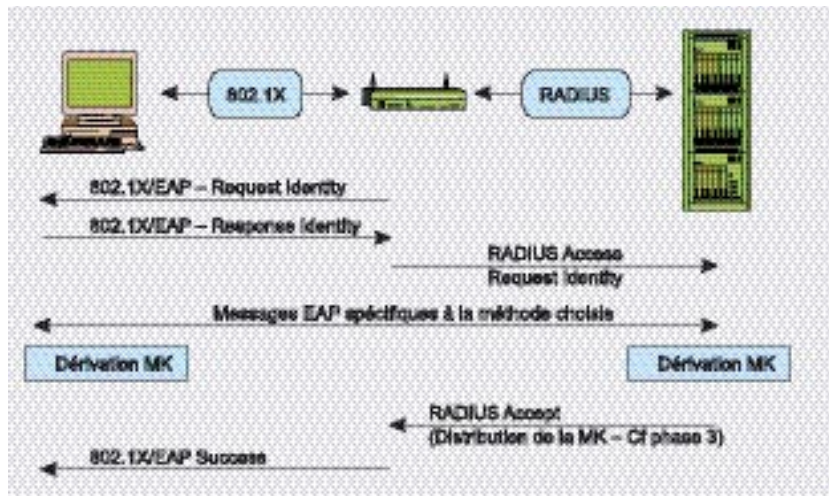 802.1X
RADIUS
802.1X/EAP – Request Identity
802.1X/EAP – Response Identity
RADIUS Access
Request Identity
Messages EAP spécifiques à la méthode choisie
Dérivation MK
Dérivation MK
RADIUS Accept
(Distribution de la MK – Cf phase 3)
802.1X/EAP Success